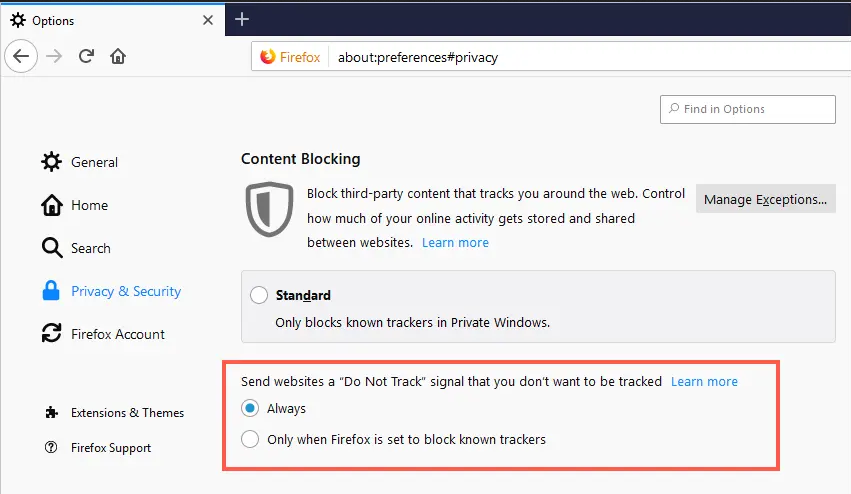 Options
Firefox about:preferences#privacy
Find in Options
General
Home
Search
Privacy & Security
Firefox Account
Extensions & Themes
Firefox Support
Content Blocking
Block third-party content that tracks you around the web. Control
how much of your online activity gets stored and shared
between websites. Learn more
Manage Exceptions...
Standard
Only blocks known trackers in Private Windows.
Send websites a “Do Not Track” signal that you don’t want to be tracked Learn more
Always
Only when Firefox is set to block known trackers